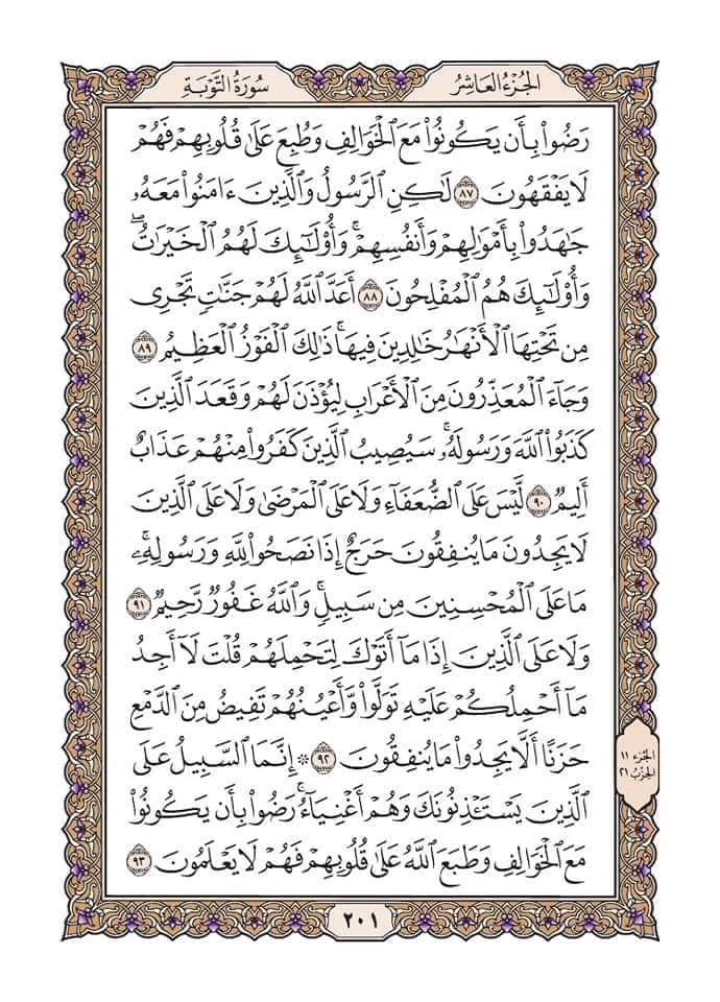 الجُزْءُ العَاشِرُ
سُورَةُ التَّوْبَةِ
رَضُوا۟ بِأَن يَكُونُوا۟ مَعَ ٱلْخَوَالِفِ وَطُبِعَ عَلَىٰ قُلُوبِهِمْ فَهُمْ
لَا يَفْقَهُونَ ٨٧ لَـٰكِنِ ٱلرَّسُولُ وَٱلَّذِينَ ءَامَنُوا۟ مَعَهُۥ
جَـٰهَدُوا۟ بِأَمْوَٰلِهِمْ وَأَنفُسِهِمْ ۚ وَأُو۟لَـٰٓئِكَ لَهُمُ ٱلْخَيْرَٰتُ ۖ
وَأُو۟لَـٰٓئِكَ هُمُ ٱلْمُفْلِحُونَ ٨٨ أَعَدَّ ٱللَّهُ لَهُمْ جَنَّـٰتٍ تَجْرِى
مِن تَحْتِهَا ٱلْأَنْهَـٰرُ خَـٰلِدِينَ فِيهَا ۚ ذَٰلِكَ ٱلْفَوْزُ ٱلْعَظِيمُ ٨٩
وَجَآءَ ٱلْمُعَذِّرُونَ مِنَ ٱلْأَعْرَابِ لِيُؤْذَنَ لَهُمْ وَقَعَدَ ٱلَّذِينَ
كَذَبُوا۟ ٱللَّهَ وَرَسُولَهُۥ ۚ سَيُصِيبُ ٱلَّذِينَ كَفَرُوا۟ مِنْهُمْ عَذَابٌ
أَلِيمٌ ٩٠ لَّيْسَ عَلَى ٱلضُّعَفَآءِ وَلَا عَلَى ٱلْمَرْضَىٰ وَلَا عَلَى ٱلَّذِينَ
لَا يَجِدُونَ مَا يُنفِقُونَ حَرَجٌ إِذَا نَصَحُوا۟ لِلَّهِ وَرَسُولِهِۦ ۚ
مَا عَلَى ٱلْمُحْسِنِينَ مِن سَبِيلٍ ۚ وَٱللَّهُ غَفُورٌ رَّحِيمٌ ٩١
وَلَا عَلَى ٱلَّذِينَ إِذَا مَآ أَتَوْكَ لِتَحْمِلَهُمْ قُلْتَ لَآ أَجِدُ
مَآ أَحْمِلُكُمْ عَلَيْهِ تَوَلَّوا۟ وَّأَعْيُنُهُمْ تَفِيضُ مِنَ ٱلدَّمْعِ
حَزَنًا أَلَّا يَجِدُوا۟ مَا يُنفِقُونَ ٩٢ ۞ إِنَّمَا ٱلسَّبِيلُ عَلَى
ٱلَّذِينَ يَسْتَـْٔذِنُونَكَ وَهُمْ أَغْنِيَآءُ ۚ رَضُوا۟ بِأَن يَكُونُوا۟
مَعَ ٱلْخَوَالِفِ وَطَبَعَ ٱللَّهُ عَلَىٰ قُلُوبِهِمْ فَهُمْ لَا يَعْلَمُونَ ٩٣
الجُزء ١١
الحِزْب ٢١
٢٠١